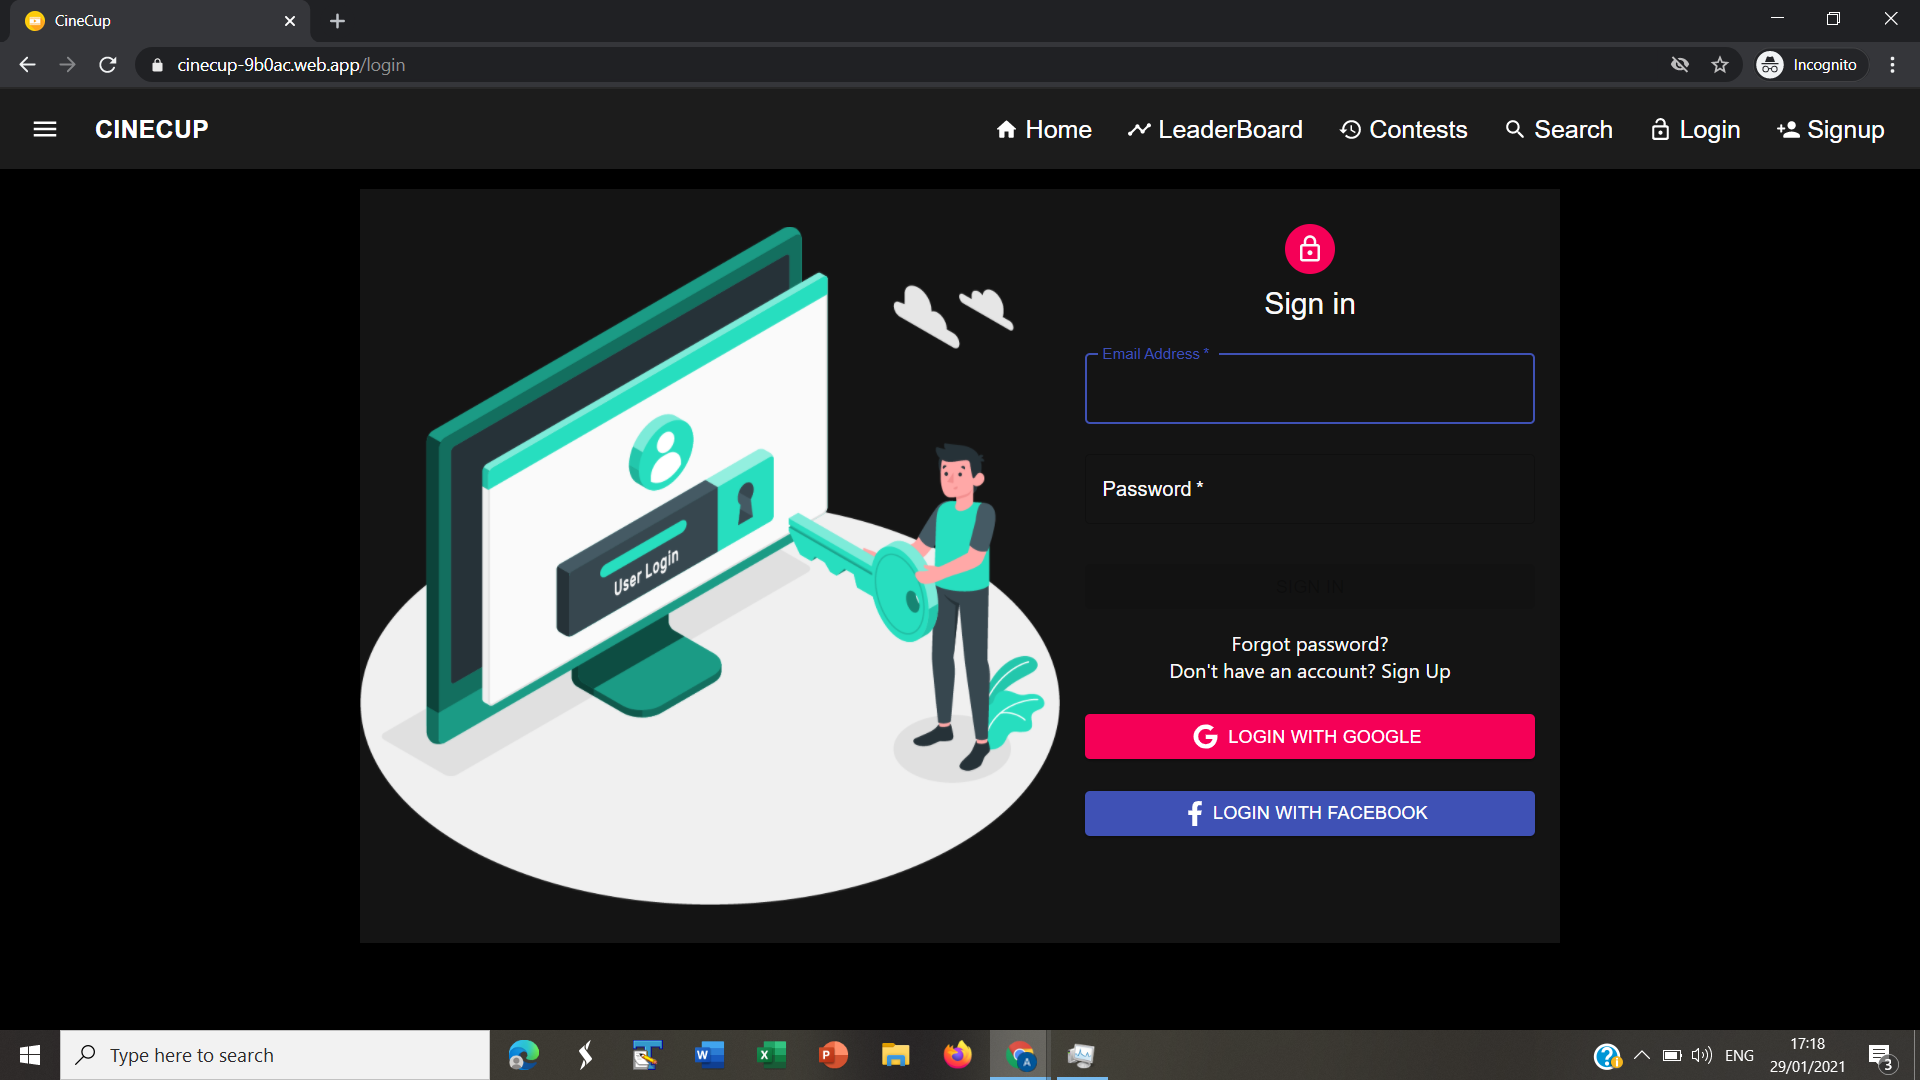 CineCup
cinecup-9b0ac.web.app/login
Incognito
CINECUP
Home
LeaderBoard
Contests
Search
Login
Signup
Sign in
Email Address *
Password *
SIGN IN
Forgot password?
Don't have an account? Sign Up
LOGIN WITH GOOGLE
LOGIN WITH FACEBOOK
User Login
Type here to search
W
X
P
A
ENG
17:18
29/01/2021
3